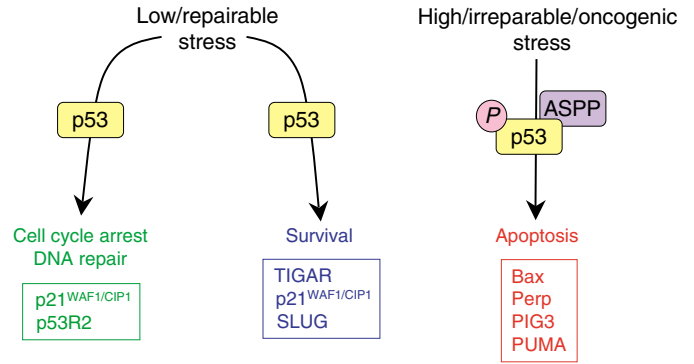 Low/repairable
stress
High/irreparable/oncogenic
stress
p53
p53
P
ASPP
p53
Cell cycle arrest
DNA repair
p21WAF1/CIP1
p53R2
Survival
TIGAR
p21WAF1/CIP1
SLUG
Apoptosis
Bax
Perp
PIG3
PUMA